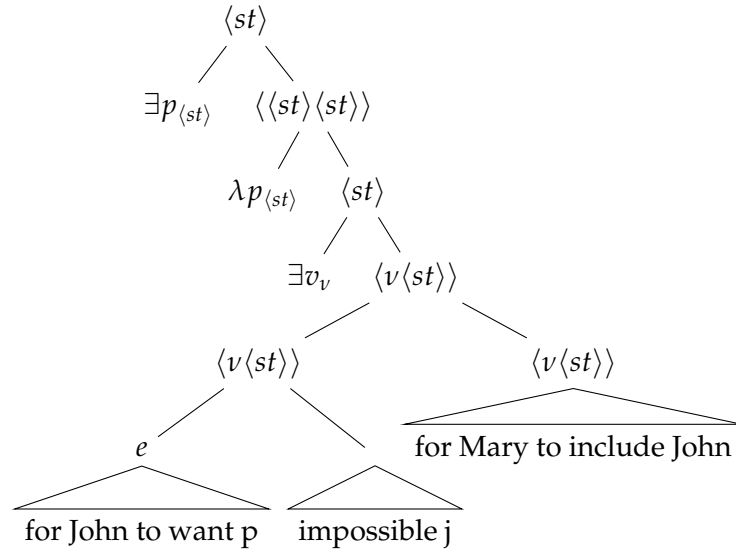 ⟨st⟩
∃p⟨st⟩ ⟨⟨st⟩⟨st⟩⟩
λp⟨st⟩ ⟨st⟩
∃vν ⟨ν⟨st⟩⟩
⟨ν⟨st⟩⟩ ⟨ν⟨st⟩⟩
e for Mary to include John
for John to want p impossible j